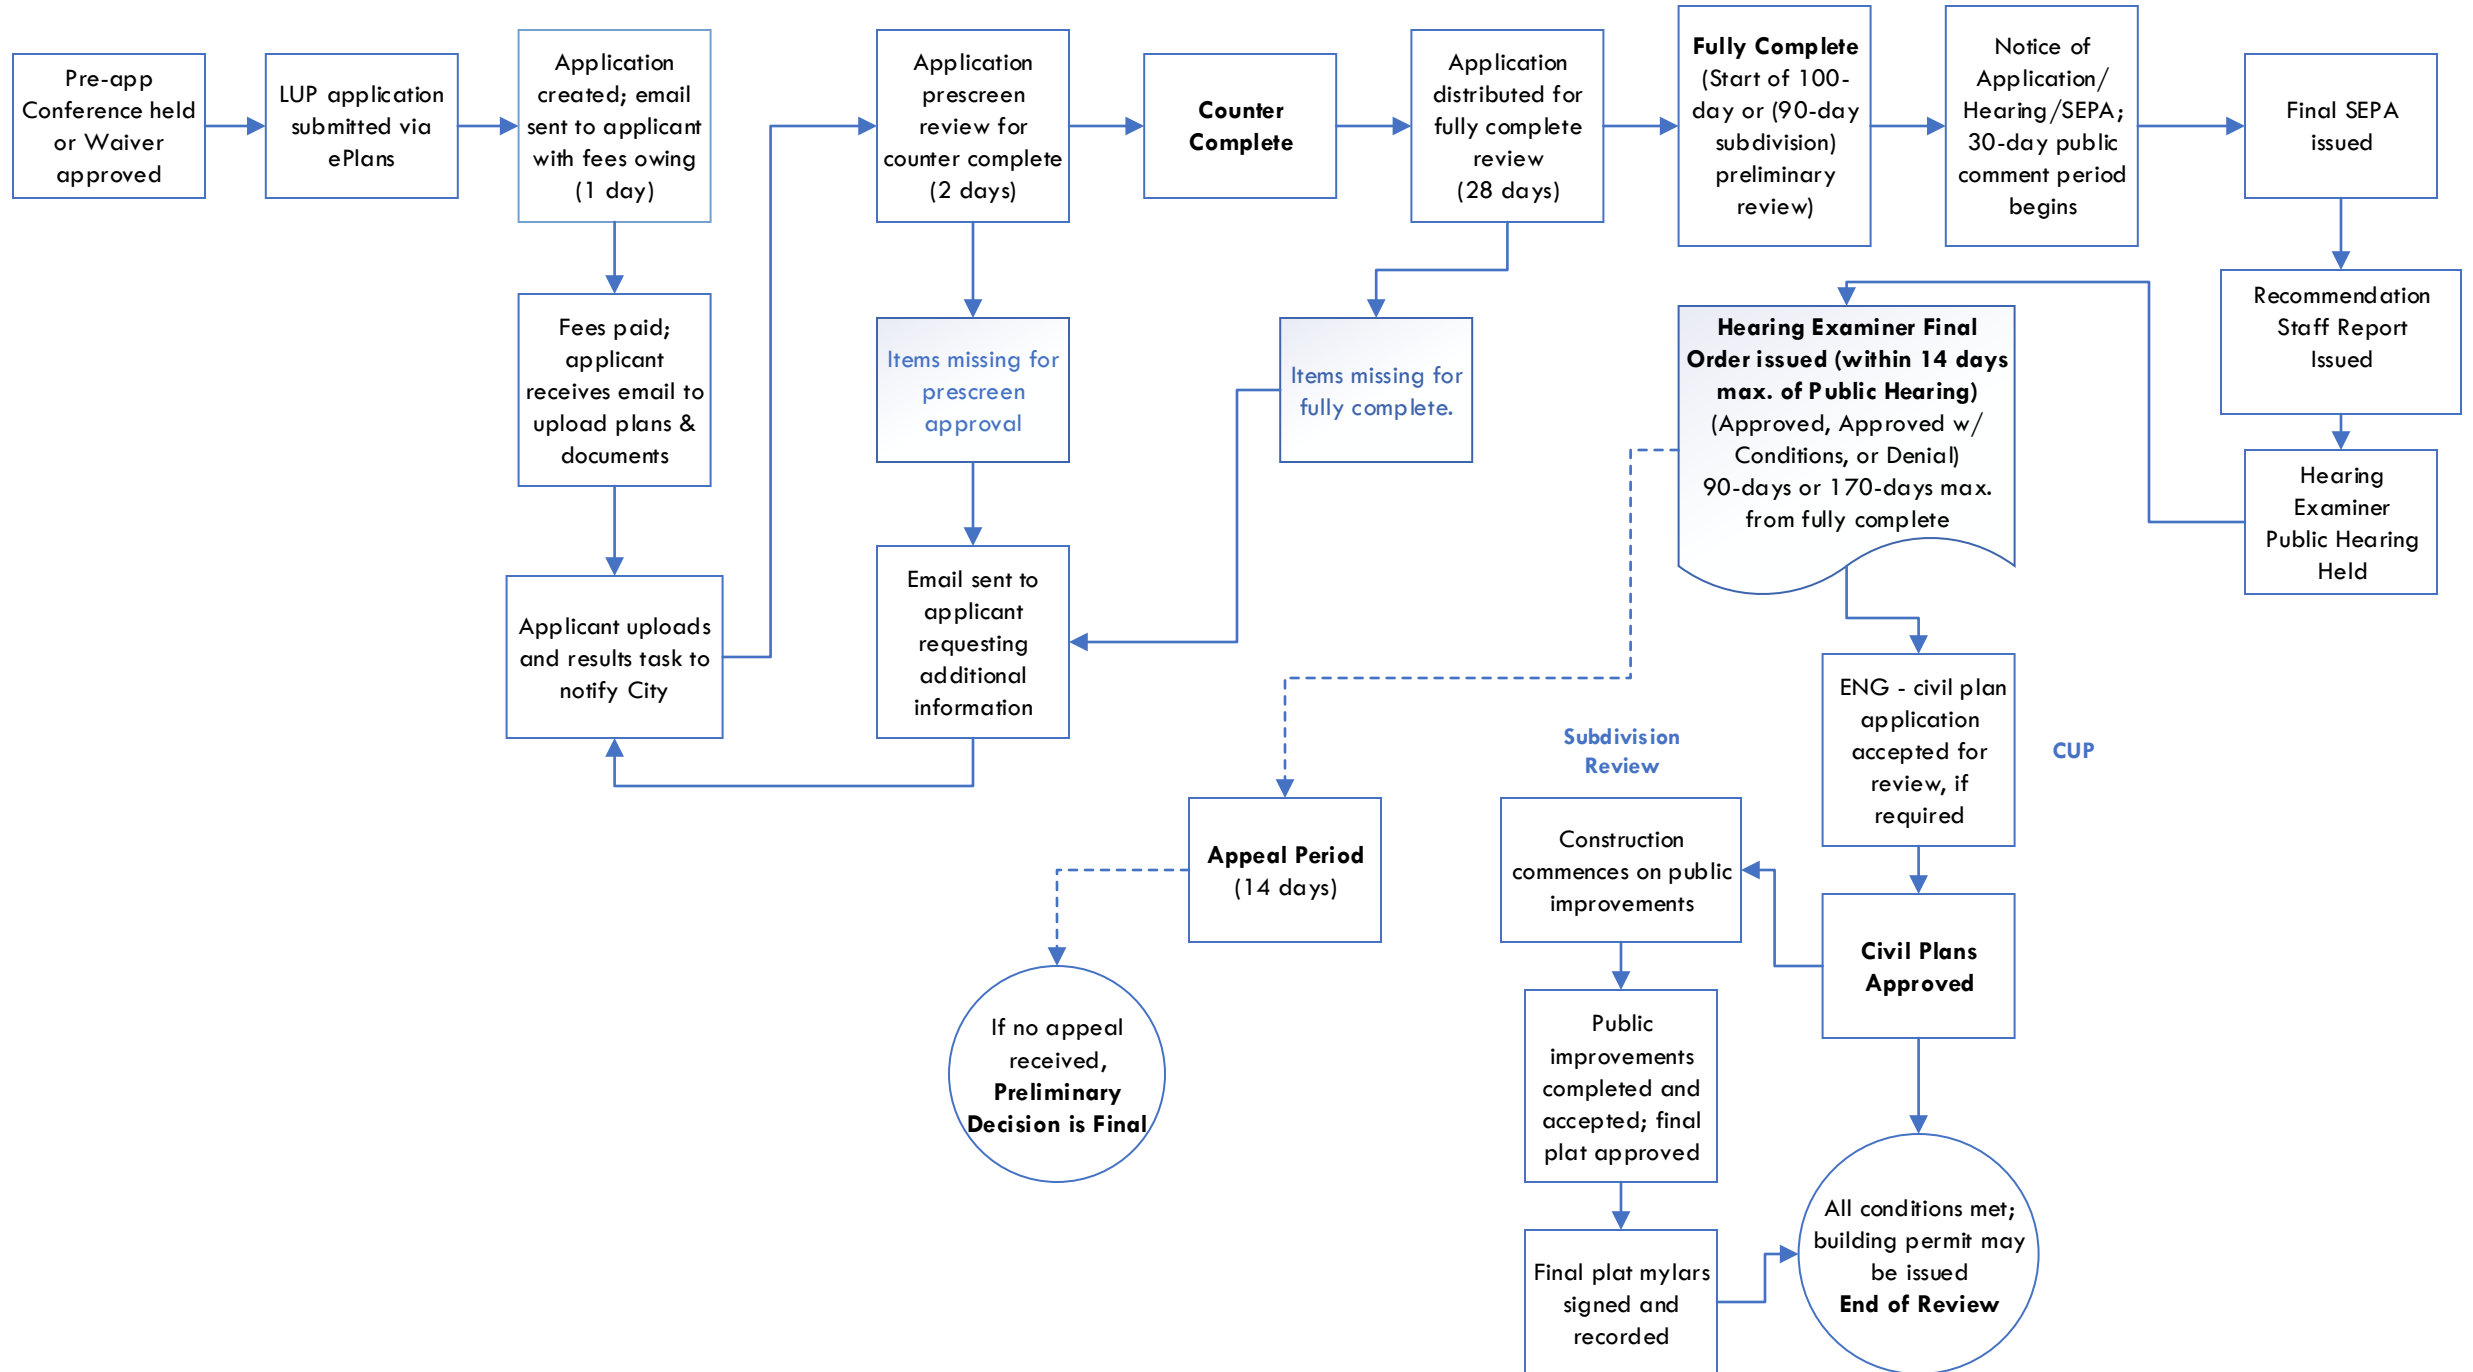 Pre-app
Conference held
or Waiver
approved
LUP application
submitted via
ePlans
Application
created; email
sent to applicant
with fees owing
(1 day)
Fees paid;
applicant
receives email to
upload plans &
documents
Applicant uploads
and results task to
notify City
Application
prescreen
review for
counter complete
(2 days)
Items missing for
prescreen
approval
Email sent to
applicant
requesting
additional
information
Counter
Complete
Application
distributed for
fully complete
review
(28 days)
Items missing for
fully complete.
Fully Complete
(Start of 100-
day or (90-day
subdivision)
preliminary
review)
Notice of
Application/
Hearing/SEPA;
30-day public
comment period
begins
Final SEPA
issued
Recommendation
Staff Report
Issued
Hearing
Examiner
Public Hearing
Held
Hearing Examiner Final
Order issued (within 14 days
max. of Public Hearing)
(Approved, Approved w/
Conditions, or Denial)
90-days or 170-days max.
from fully complete
Appeal Period
(14 days)
If no appeal
received,
Preliminary
Decision is Final
ENG - civil plan
application
accepted for
review, if
required
CUP
Civil Plans
Approved
Subdivision
Review
Construction
commences on public
improvements
Public
improvements
completed and
accepted; final
plat approved
Final plat mylars
signed and
recorded
All conditions met;
building permit may
be issued
End of Review